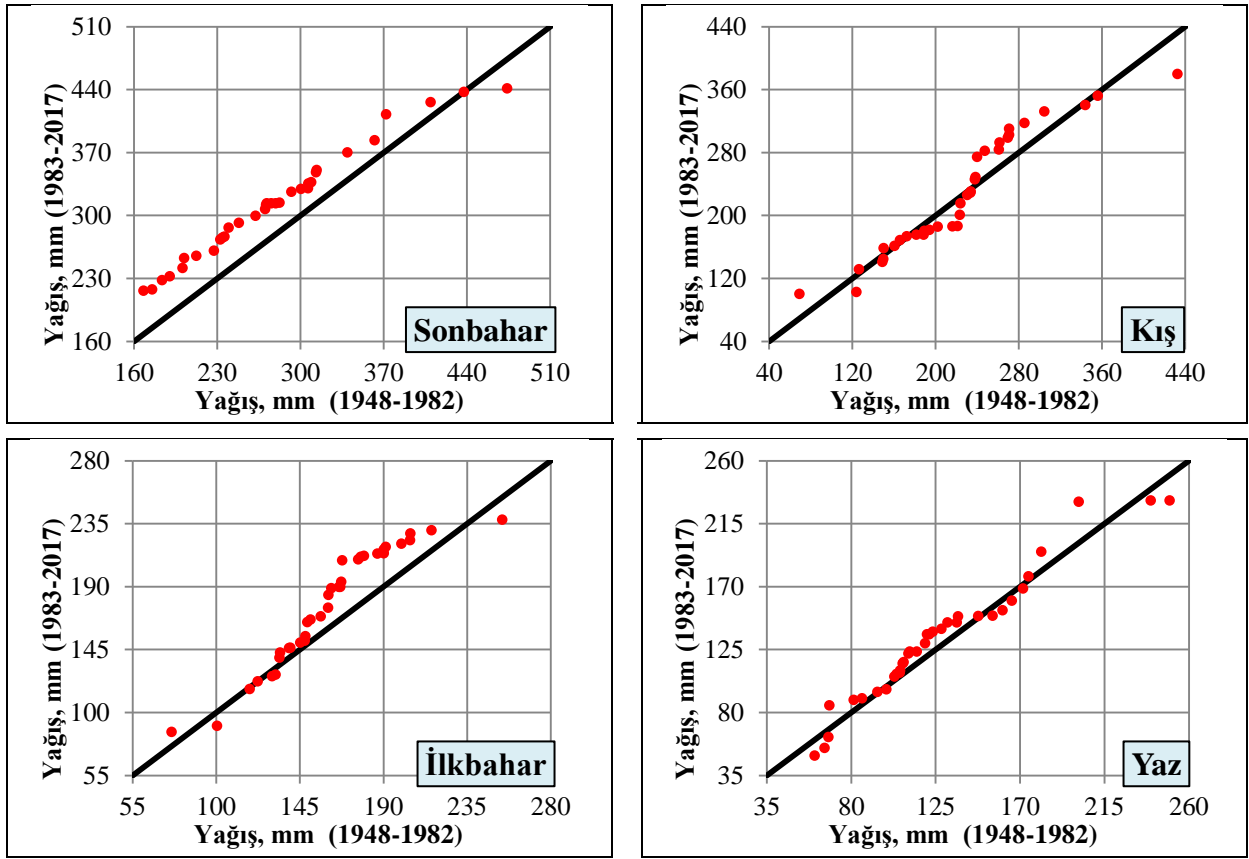 510
440
370
300
230
160
Yağış, mm (1983-2017)
Sonbahar
160 230 300 370 440 510
Yağış, mm (1948-1982)
440
360
280
200
120
40
Yağış, mm (1983-2017)
Kış
40 120 200 280 360 440
Yağış, mm (1948-1982)
280
235
190
145
100
55
Yağış, mm (1983-2017)
İlkbahar
55 100 145 190 235 280
Yağış, mm (1948-1982)
260
215
170
125
80
35
Yağış, mm (1983-2017)
Yaz
35 80 125 170 215 260
Yağış, mm (1948-1982)